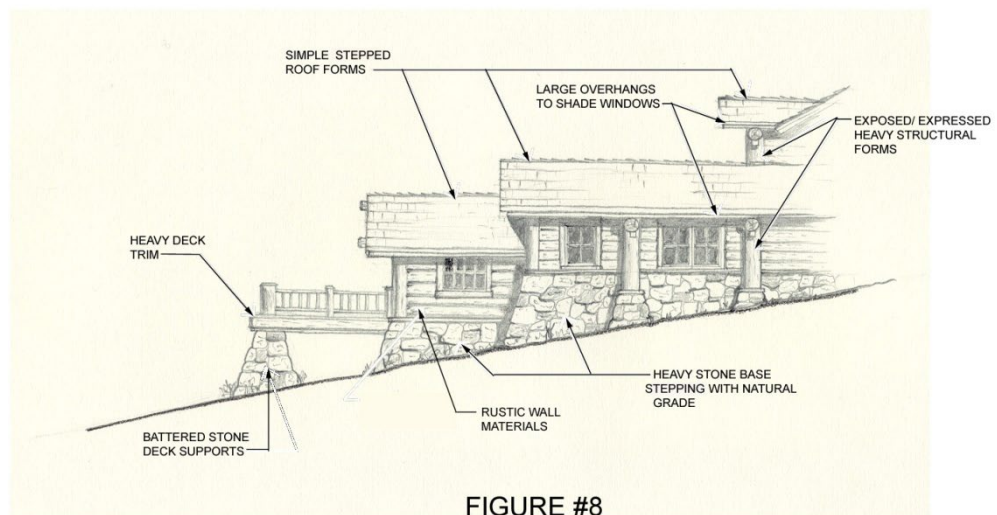 SIMPLE STEPPED
ROOF FORMS
LARGE OVERHANGS
TO SHADE WINDOWS
EXPOSED/ EXPRESSED
HEAVY STRUCTURAL
FORMS
HEAVY DECK
TRIM
HEAVY STONE BASE
STEPPING WITH NATURAL
GRADE
RUSTIC WALL
MATERIALS
BATTERED STONE
DECK SUPPORTS
FIGURE #8